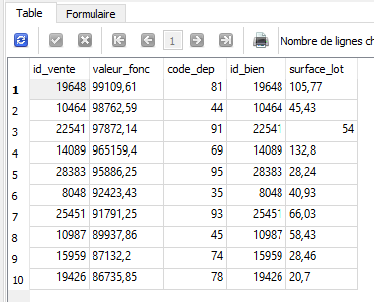 Table Formulaire
1 Nombre de lignes ch
id_vente valeur_fonc code_dep id_bien surface_lot
1 19648 99109,61 81 19648 105,77
2 10464 98762,59 44 10464 45,43
3 22541 97872,14 91 22541 54
4 14089 965159,4 69 14089 132,8
5 28383 95886,25 95 28383 28,24
6 8048 92423,43 35 8048 40,93
7 25451 91791,25 93 25451 66,03
8 10987 89937,86 45 10987 58,43
9 15959 87132,2 74 15959 28,46
10 19426 86735,85 78 19426 20,7